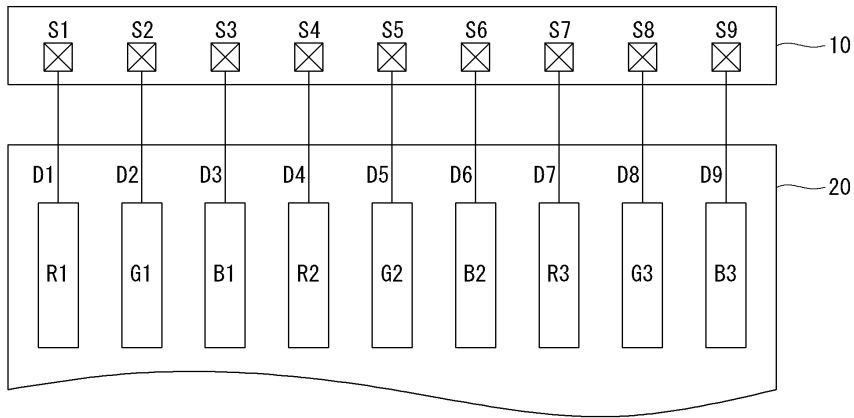 S1 S2 S3 S4 S5 S6 S7 S8 S9
10
D1 D2 D3 D4 D5 D6 D7 D8 D9
20
R1 G1 B1 R2 G2 B2 R3 G3 B3